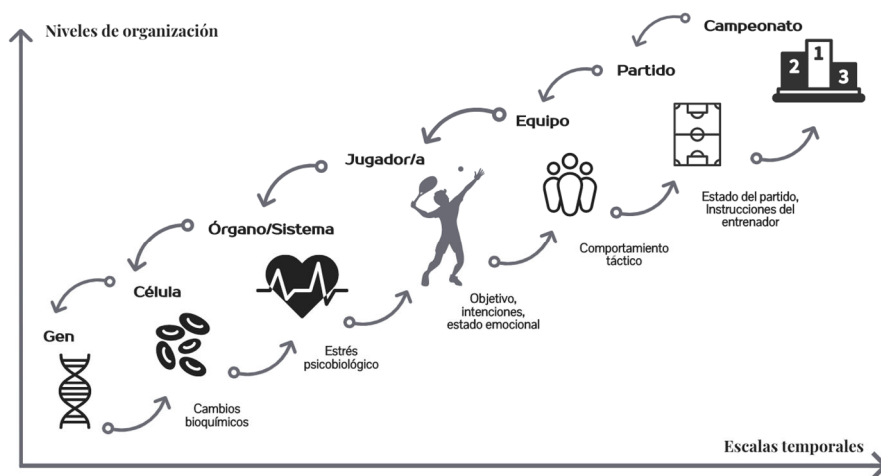 Niveles de organización
Campeonato
2
1
3
Partido
Equipo
Estado del partido,
Instrucciones del
entrenador
Jugador/a
Comportamiento
táctico
Órgano/Sistema
Objetivo,
intenciones,
estado emocional
Célula
Estrés
psicobiológico
Gen
Cambios
bioquímicos
Escalas temporales